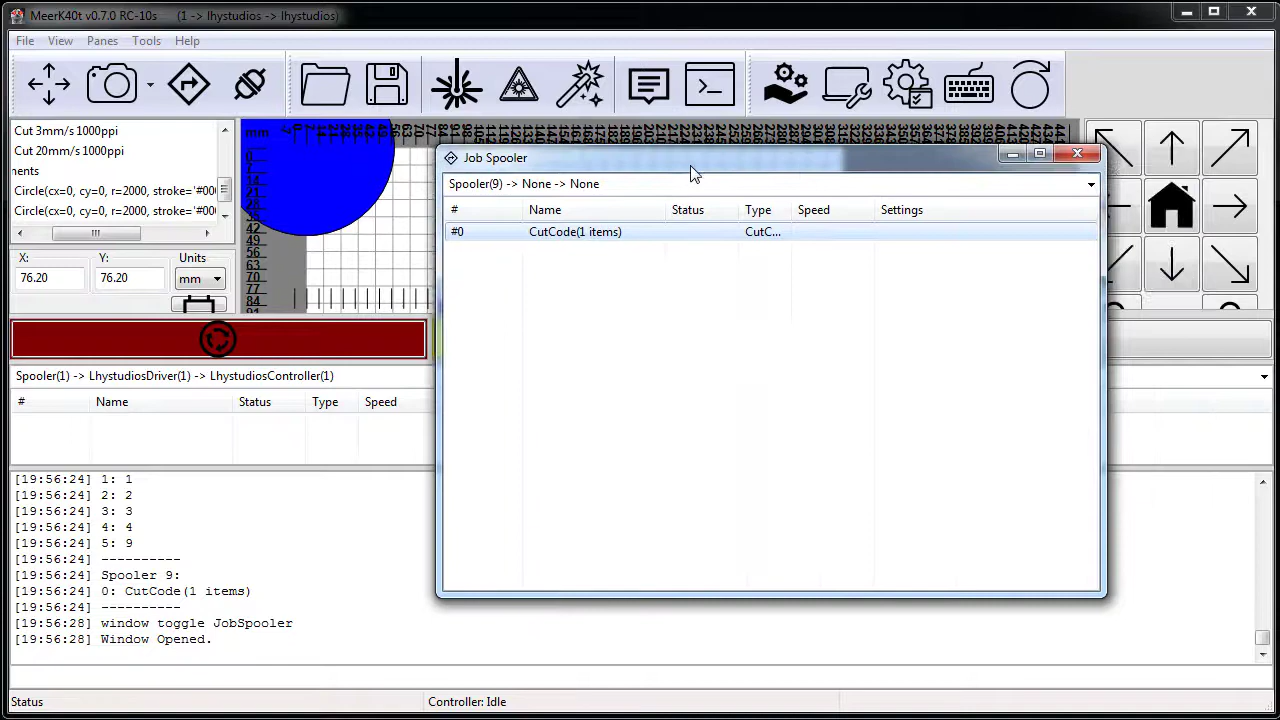 MeerK40t v0.7.0 RC-10s    (1 -> lhystudios -> lhystudios)
File View Panes Tools Help
Cut 3mm/s 1000ppi
Cut 20mm/s 1000ppi
nents
Circle(cx=0, cy=0, r=2000, stroke='#000
Circle(cx=0, cy=0, r=2000, stroke='#000
X: Y: Units
76.20 76.20 mm
mm
Job Spooler
Spooler(9) -> None -> None
# Name Status Type Speed Settings
#0 CutCode(1 items) CutC...
Spooler(1) -> LhystudiosDriver(1) -> LhystudiosController(1)
# Name Status Type Speed
[19:56:24] 1: 1
[19:56:24] 2: 2
[19:56:24] 3: 3
[19:56:24] 4: 4
[19:56:24] 5: 9
[19:56:24] ----------
[19:56:24] Spooler 9:
[19:56:24] 0: CutCode(1 items)
[19:56:24] ----------
[19:56:28] window toggle JobSpooler
[19:56:28] Window Opened.
Status Controller: Idle